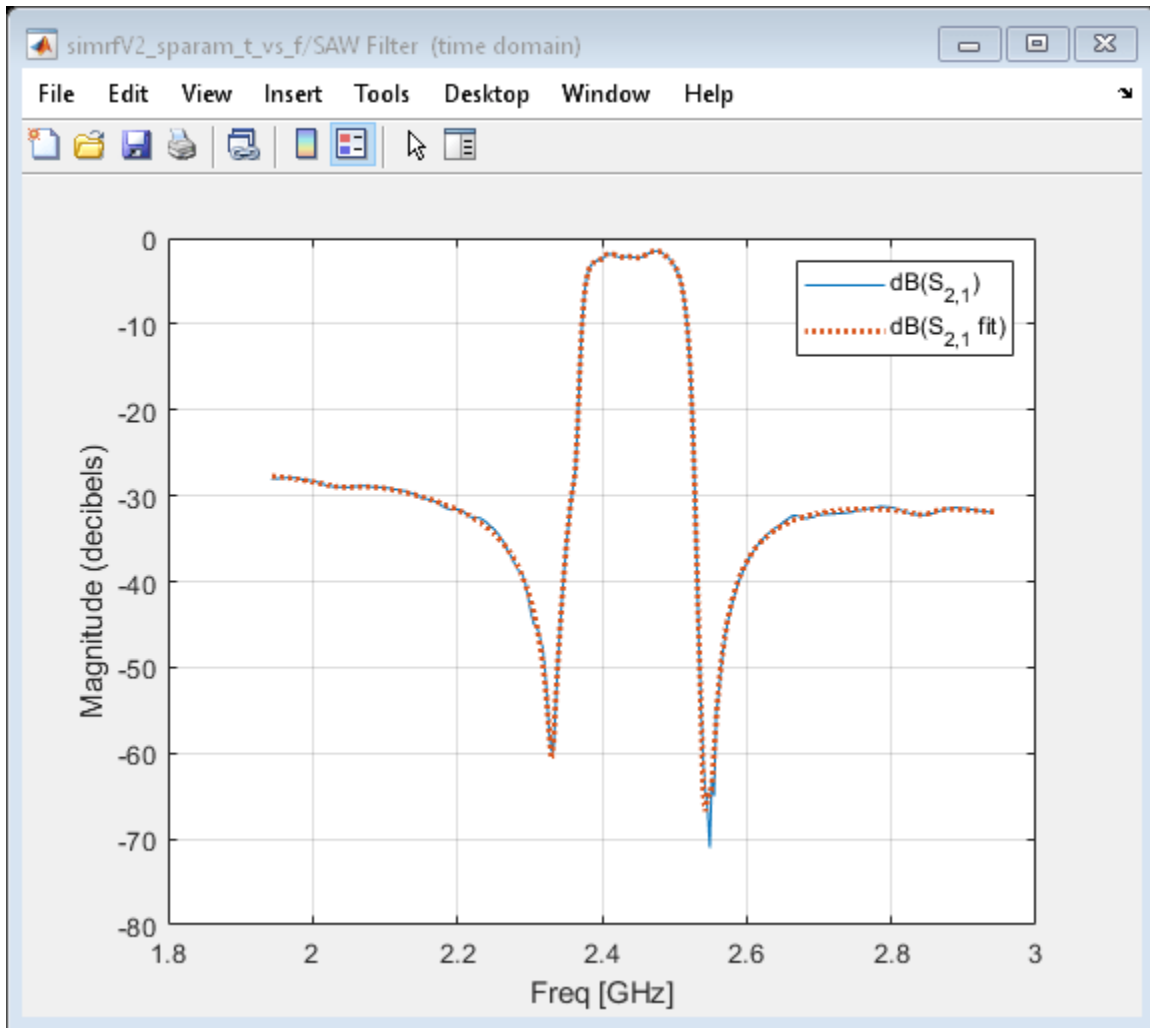 simrfV2_sparam_t_vs_f/SAW Filter (time domain)
File Edit View Insert Tools Desktop Window Help
dB(S2,1)
dB(S2,1 fit)
0
-10
-20
-30
-40
-50
-60
-70
-80
Magnitude (decibels)
1.8 2 2.2 2.4 2.6 2.8 3
Freq [GHz]